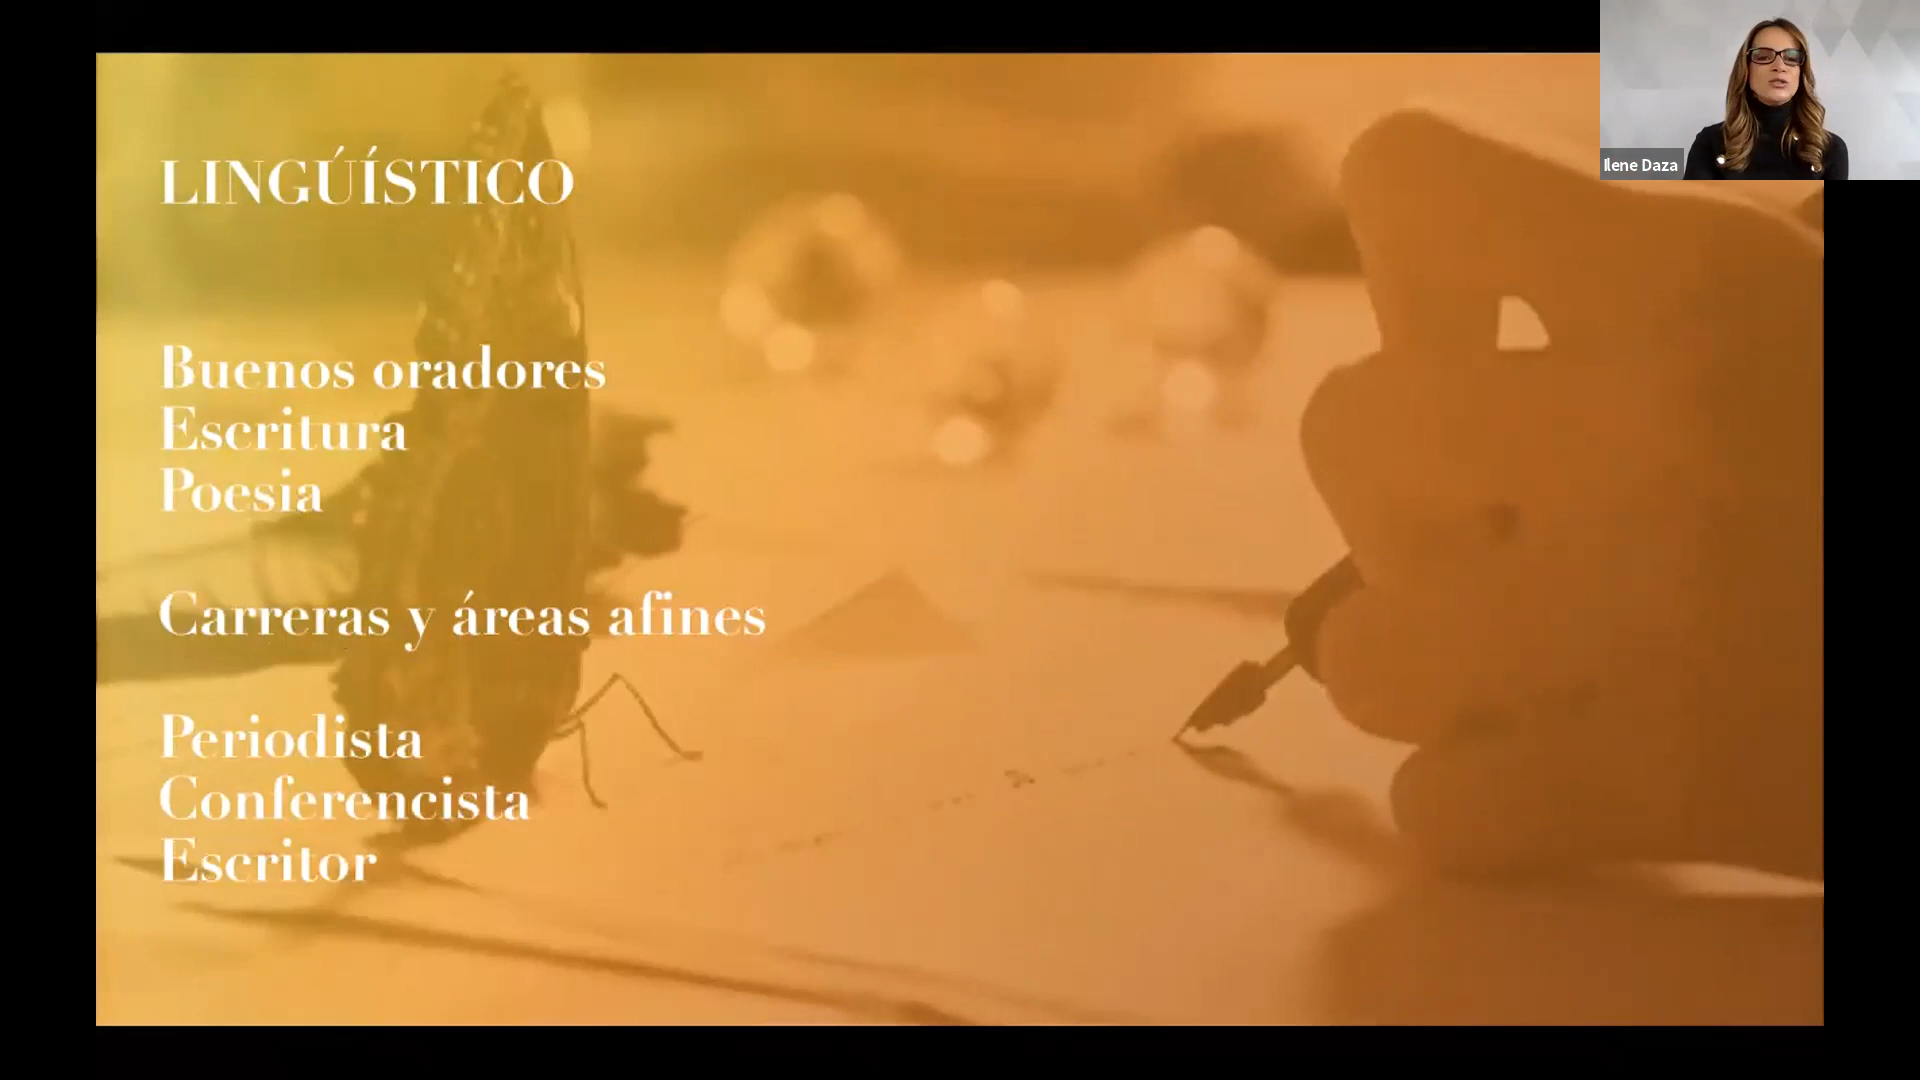 LINGÚÍSTICO
Buenos oradores
Escritura
Poesia
Carreras y áreas afines
Periodista
Conferencista
Escritor
Ilene Daza